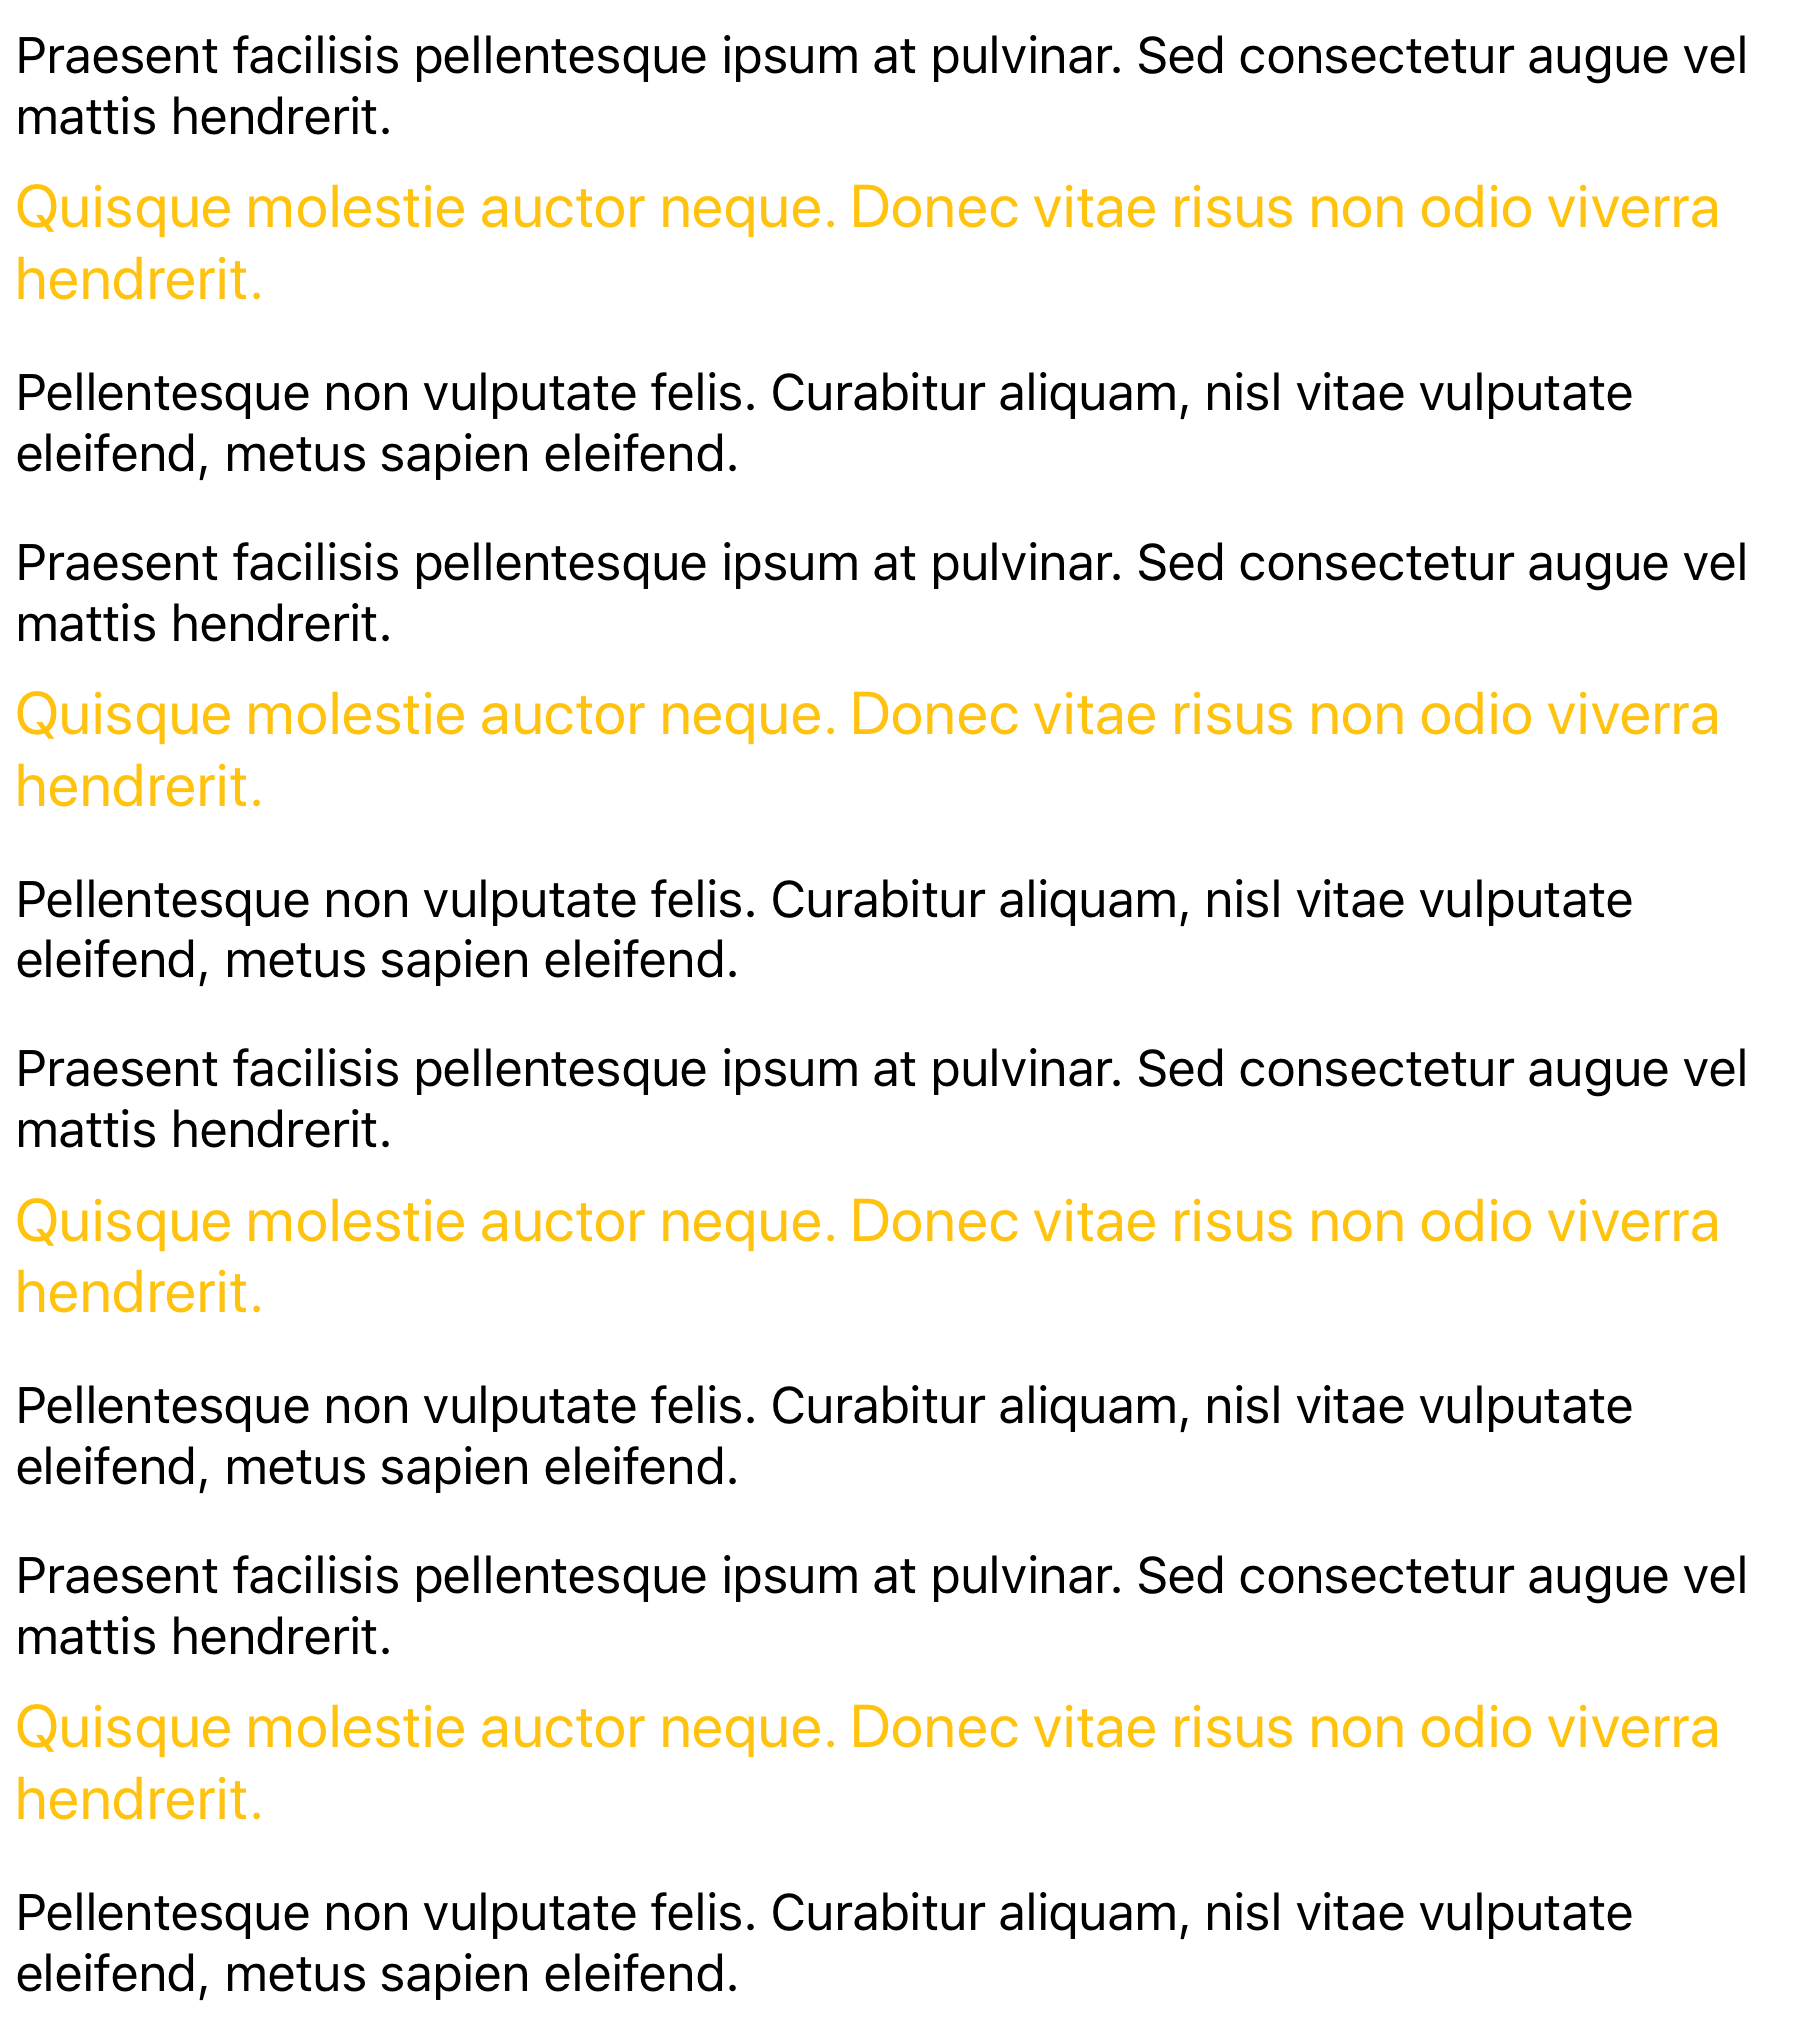 Praesent facilisis pellentesque ipsum at pulvinar. Sed consectetur augue vel
mattis hendrerit.
Quisque molestie auctor neque. Donec vitae risus non odio viverra
hendrerit.
Pellentesque non vulputate felis. Curabitur aliquam, nisl vitae vulputate
eleifend, metus sapien eleifend.
Praesent facilisis pellentesque ipsum at pulvinar. Sed consectetur augue vel
mattis hendrerit.
Quisque molestie auctor neque. Donec vitae risus non odio viverra
hendrerit.
Pellentesque non vulputate felis. Curabitur aliquam, nisl vitae vulputate
eleifend, metus sapien eleifend.
Praesent facilisis pellentesque ipsum at pulvinar. Sed consectetur augue vel
mattis hendrerit.
Quisque molestie auctor neque. Donec vitae risus non odio viverra
hendrerit.
Pellentesque non vulputate felis. Curabitur aliquam, nisl vitae vulputate
eleifend, metus sapien eleifend.
Praesent facilisis pellentesque ipsum at pulvinar. Sed consectetur augue vel
mattis hendrerit.
Quisque molestie auctor neque. Donec vitae risus non odio viverra
hendrerit.
Pellentesque non vulputate felis. Curabitur aliquam, nisl vitae vulputate
eleifend, metus sapien eleifend.